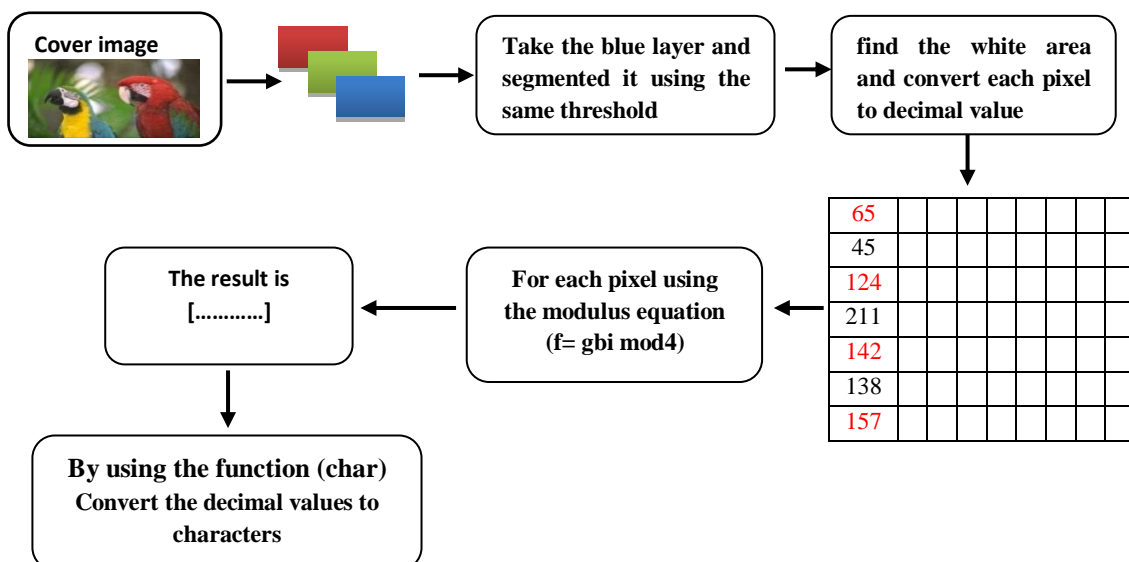 Cover image
Take the blue layer and
segmented it using the
same threshold
find the white area
and convert each pixel
to decimal value
65
45
124
211
142
138
157
For each pixel using
the modulus equation
(f= gbi mod4)
The result is
[…………]
By using the function (char)
Convert the decimal values to
characters